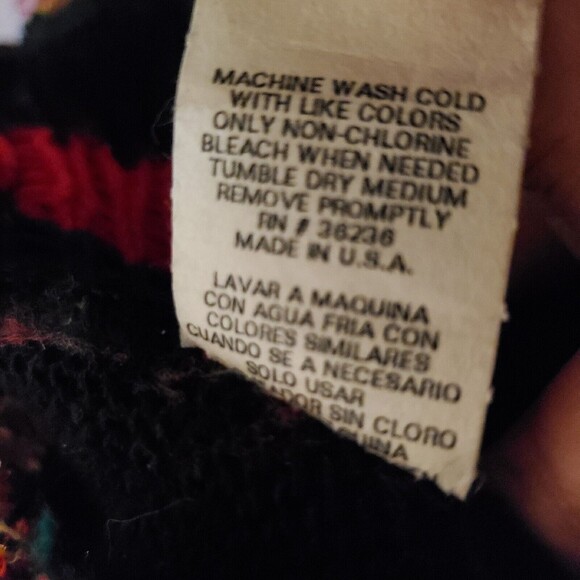 MACHINE WASH COLD
WITH LIKE COLORS
ONLY NON-CHLORINE
BLEACH WHEN NEEDED
TUMBLE DRY MEDIUM
REMOVE PROMPTLY
RN # 36236
MADE IN U.S.A.
LAVAR A MAQUINA
CON AGUA FRIA CON
COLORES SIMILARES
CUANDO SE A NECESARIO
SOLO USAR
SIN CLORO